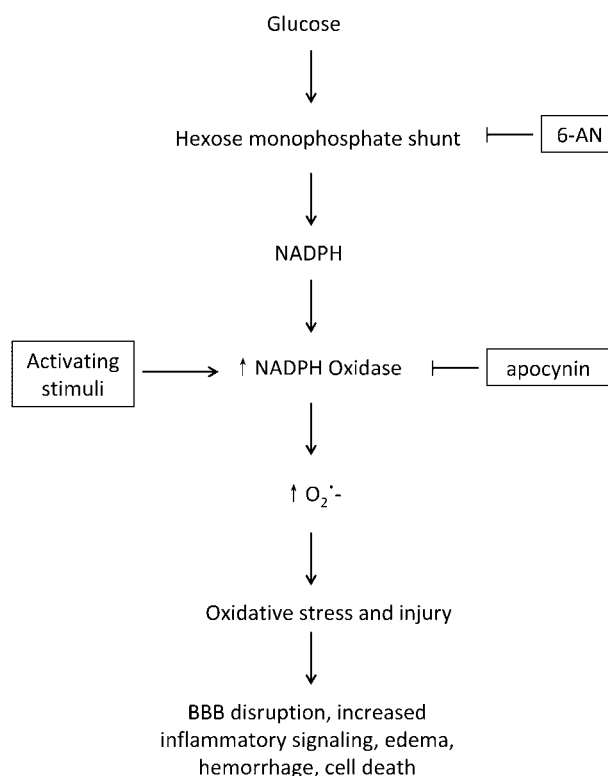 Glucose
Hexose monophosphate shunt
6-AN
NADPH
Activating
stimuli
↑ NADPH Oxidase
apocynin
↑ O₂˙-
Oxidative stress and injury
BBB disruption, increased
inflammatory signaling, edema,
hemorrhage, cell death